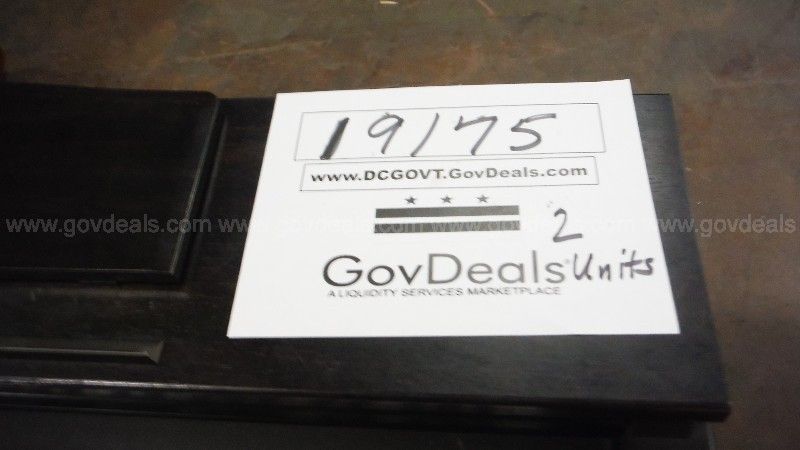 19175
www.DCGOVT.GovDeals.com
2
Units
GovDeals
A LIQUIDITY SERVICES MARKETPLACE
www.govdeals.com www.govdeals.com www.govdeals.com www.govdeals